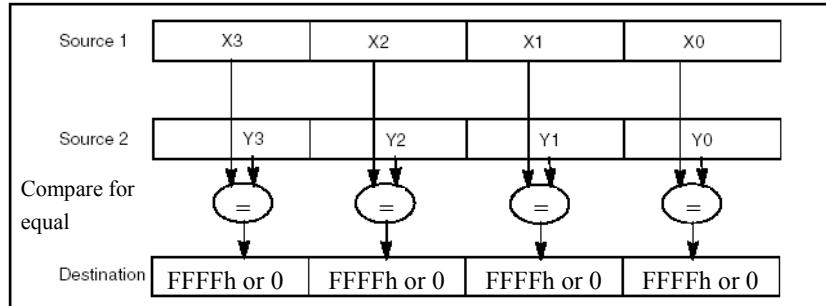 Source 1 X3 X2 X1 X0
Source 2 Y3 Y2 Y1 Y0
Compare for
equal
= = = =
Destination FFFFh or 0 FFFFh or 0 FFFFh or 0 FFFFh or 0